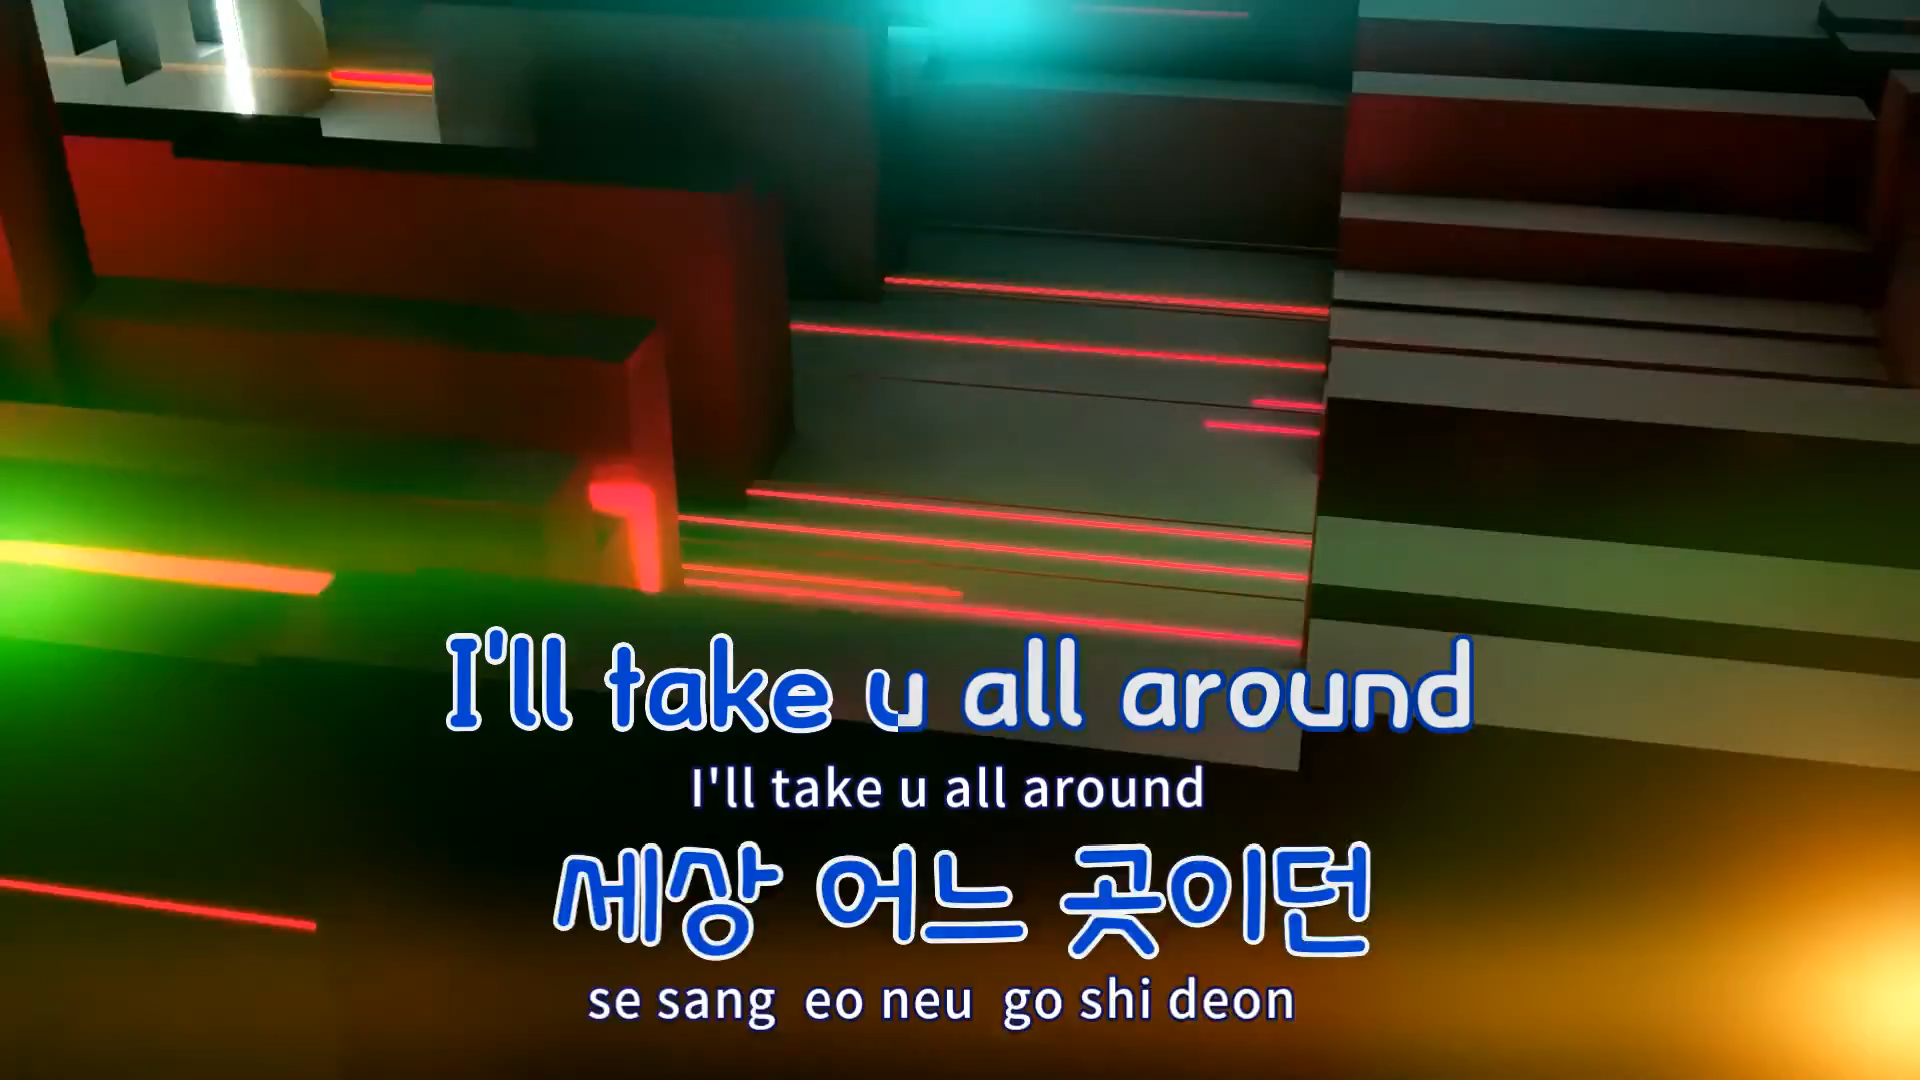 I'll take u all around
I'll take u all around
세상 어느 곳이던
se sang eo neu go shi deon